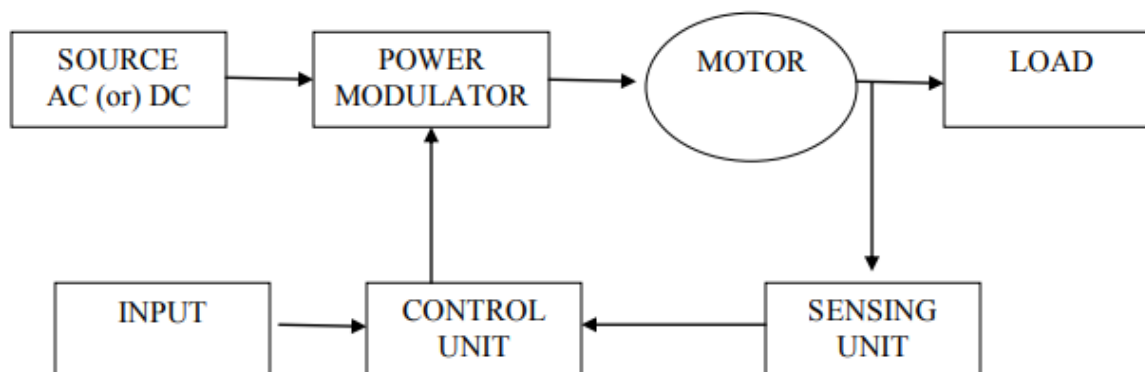 SOURCE
AC (or) DC
POWER
MODULATOR
MOTOR
LOAD
INPUT
CONTROL
UNIT
SENSING
UNIT